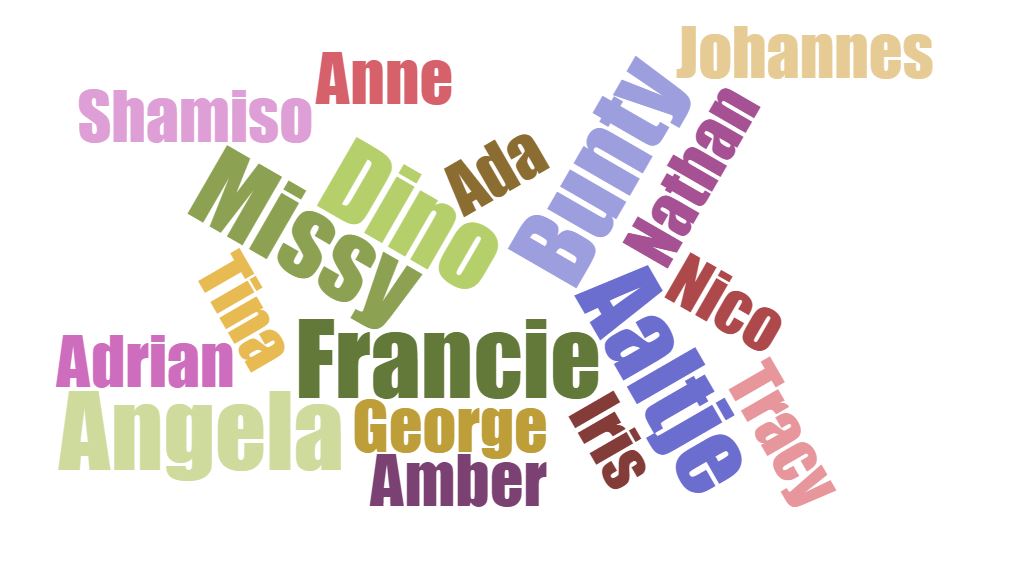 Johannes
Anne
Shamiso
Ada
Bunty
Nathan
Dino
Missy
Nico
Tina
Aaltje
Francie
Adrian
Tracy
Angela
George
Iris
Amber